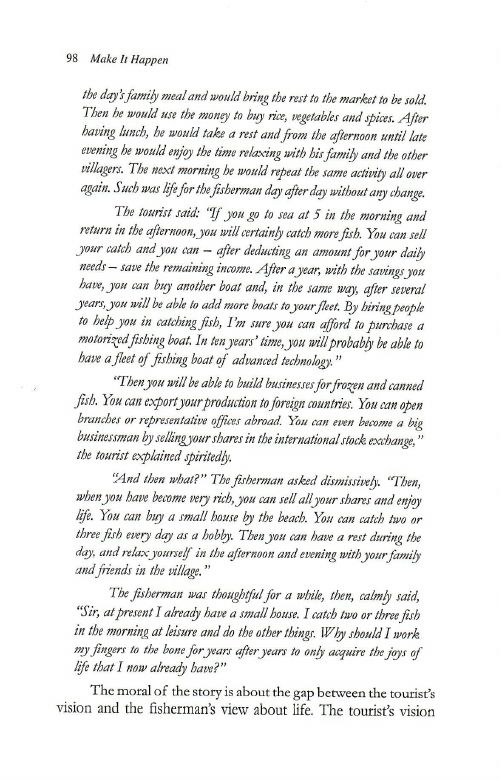 98 Make It Happen
the day's family meal and would bring the rest to the market to be sold.
Then he would use the money to buy rice, vegetables and spices. After
having lunch, he would take a rest and from the afternoon until late
evening he would enjoy the time relaxing with his family and the other
villagers. The next morning he would repeat the same activity all over
again. Such was life for the fisherman day after day without any change.
The tourist said: "If you go to sea at 5 in the morning and
return in the afternoon, you will certainly catch more fish. You can sell
your catch and you can – after deducting an amount for your daily
needs – save the remaining income. After a year, with the savings you
have, you can buy another boat and, in the same way, after several
years, you will be able to add more boats to your fleet. By hiring people
to help you in catching fish, I'm sure you can afford to purchase a
motorized fishing boat. In ten years' time, you will probably be able to
have a fleet of fishing boat of advanced technology."
"Then you will be able to build businesses for frozen and canned
fish. You can export your production to foreign countries. You can open
branches or representative offices abroad. You can even become a big
businessman by selling your shares in the international stock exchange,"
the tourist explained spiritedly.
"And then what?" The fisherman asked dismissively. "Then,
when you have become very rich, you can sell all your shares and enjoy
life. You can buy a small house by the beach. You can catch two or
three fish every day as a hobby. Then you can have a rest during the
day, and relax yourself in the afternoon and evening with your family
and friends in the village."
The fisherman was thoughtful for a while, then, calmly said,
"Sir, at present I already have a small house. I catch two or three fish
in the morning at leisure and do the other things. Why should I work
my fingers to the bone for years after years to only acquire the joys of
life that I now already have?"
The moral of the story is about the gap between the tourist's
vision and the fisherman's view about life. The tourist's vision